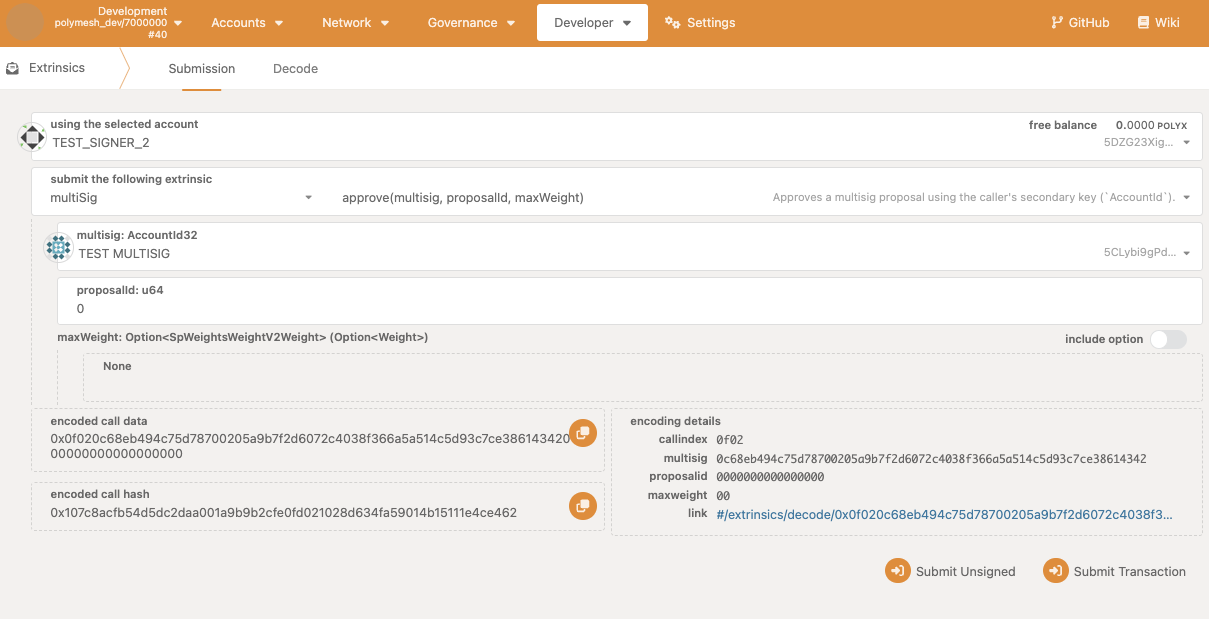 Development
polymesh_dev/7000000
#40
Accounts
Network
Governance
Developer
Settings
GitHub
Wiki
Extrinsics
Submission
Decode
using the selected account
TEST_SIGNER_2
free balance 0.0000 POLYX
5DZG23Xig...
submit the following extrinsic
multiSig
approve(multisig, proposalId, maxWeight)
Approves a multisig proposal using the caller's secondary key (`AccountId`).
multisig: AccountId32
TEST MULTISIG
5CLybi9gPd...
proposalId: u64
0
maxWeight: Option<SpWeightsWeightV2Weight> (Option<Weight>)
include option
None
encoded call data
0x0f020c68eb494c75d78700205a9b7f2d6072c4038f366a5a514c5d93c7ce386143420
00000000000000000
encoded call hash
0x107c8acfb54d5dc2daa001a9b9b2cfe0fd021028d634fa59014b15111e4ce462
encoding details
callindex 0f02
multisig 0c68eb494c75d78700205a9b7f2d6072c4038f366a5a514c5d93c7ce38614342
proposalid 0000000000000000
maxweight 00
link #/extrinsics/decode/0x0f020c68eb494c75d78700205a9b7f2d6072c4038f3...
Submit Unsigned
Submit Transaction